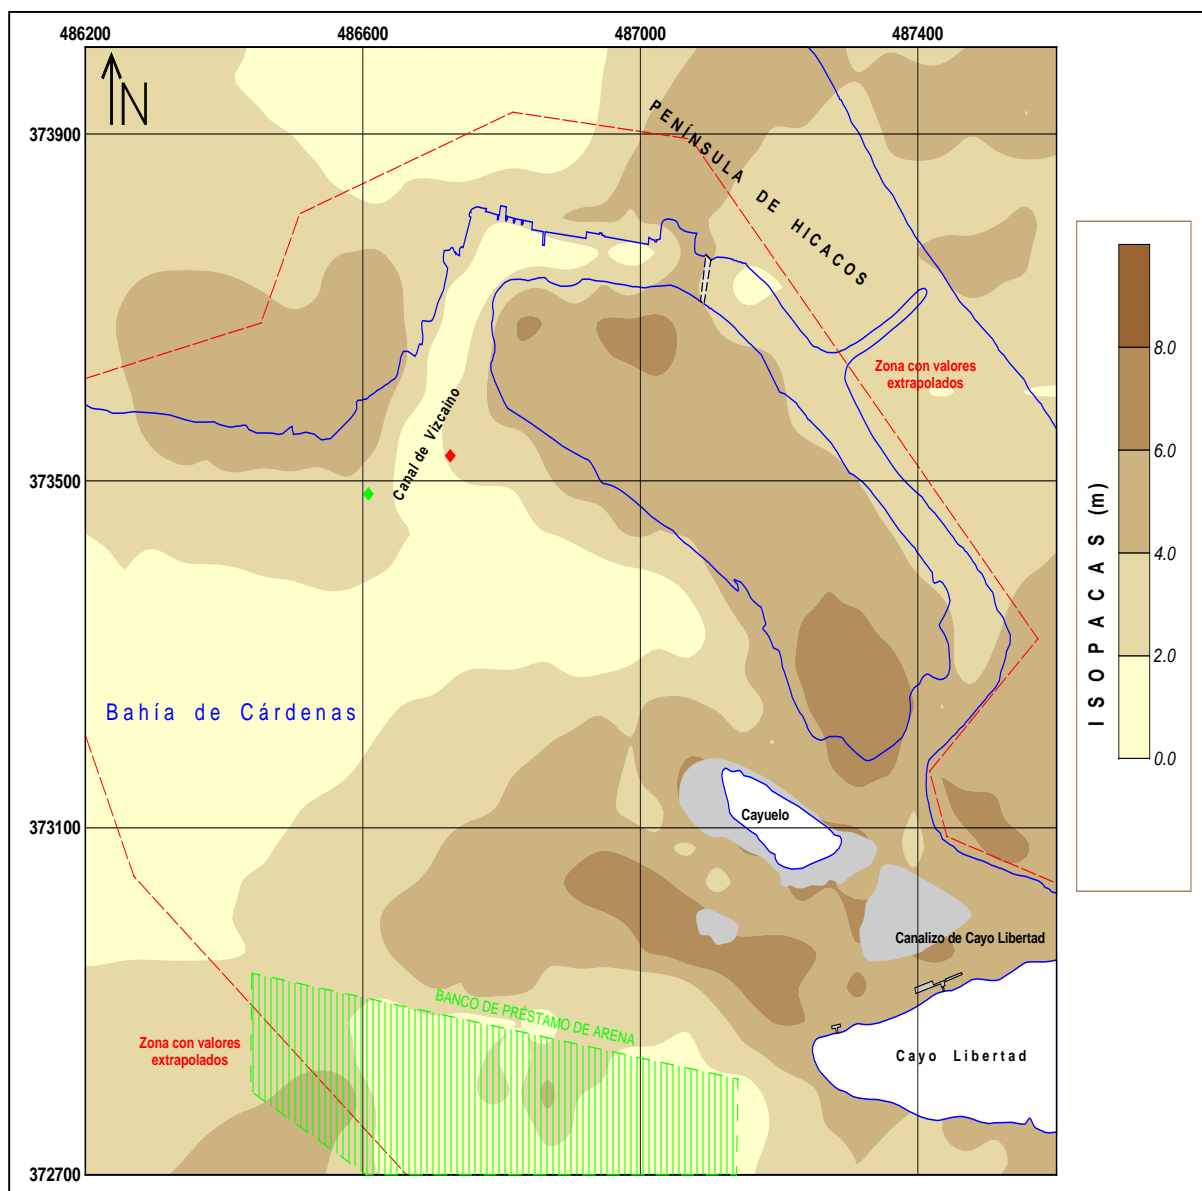 486200 486600 487000 487400
N
373900
373500
373100
372700
PENÍNSULA DE HICACOS
Zona con valores
extrapolados
Canal de Vizcaino
Bahía de Cárdenas
Cayuelo
Canalizo de Cayo Libertad
BANCO DE PRÉSTAMO DE ARENA
Zona con valores
extrapolados
Cayo Libertad
ISOPACAS (m)
8.0
6.0
4.0
2.0
0.0